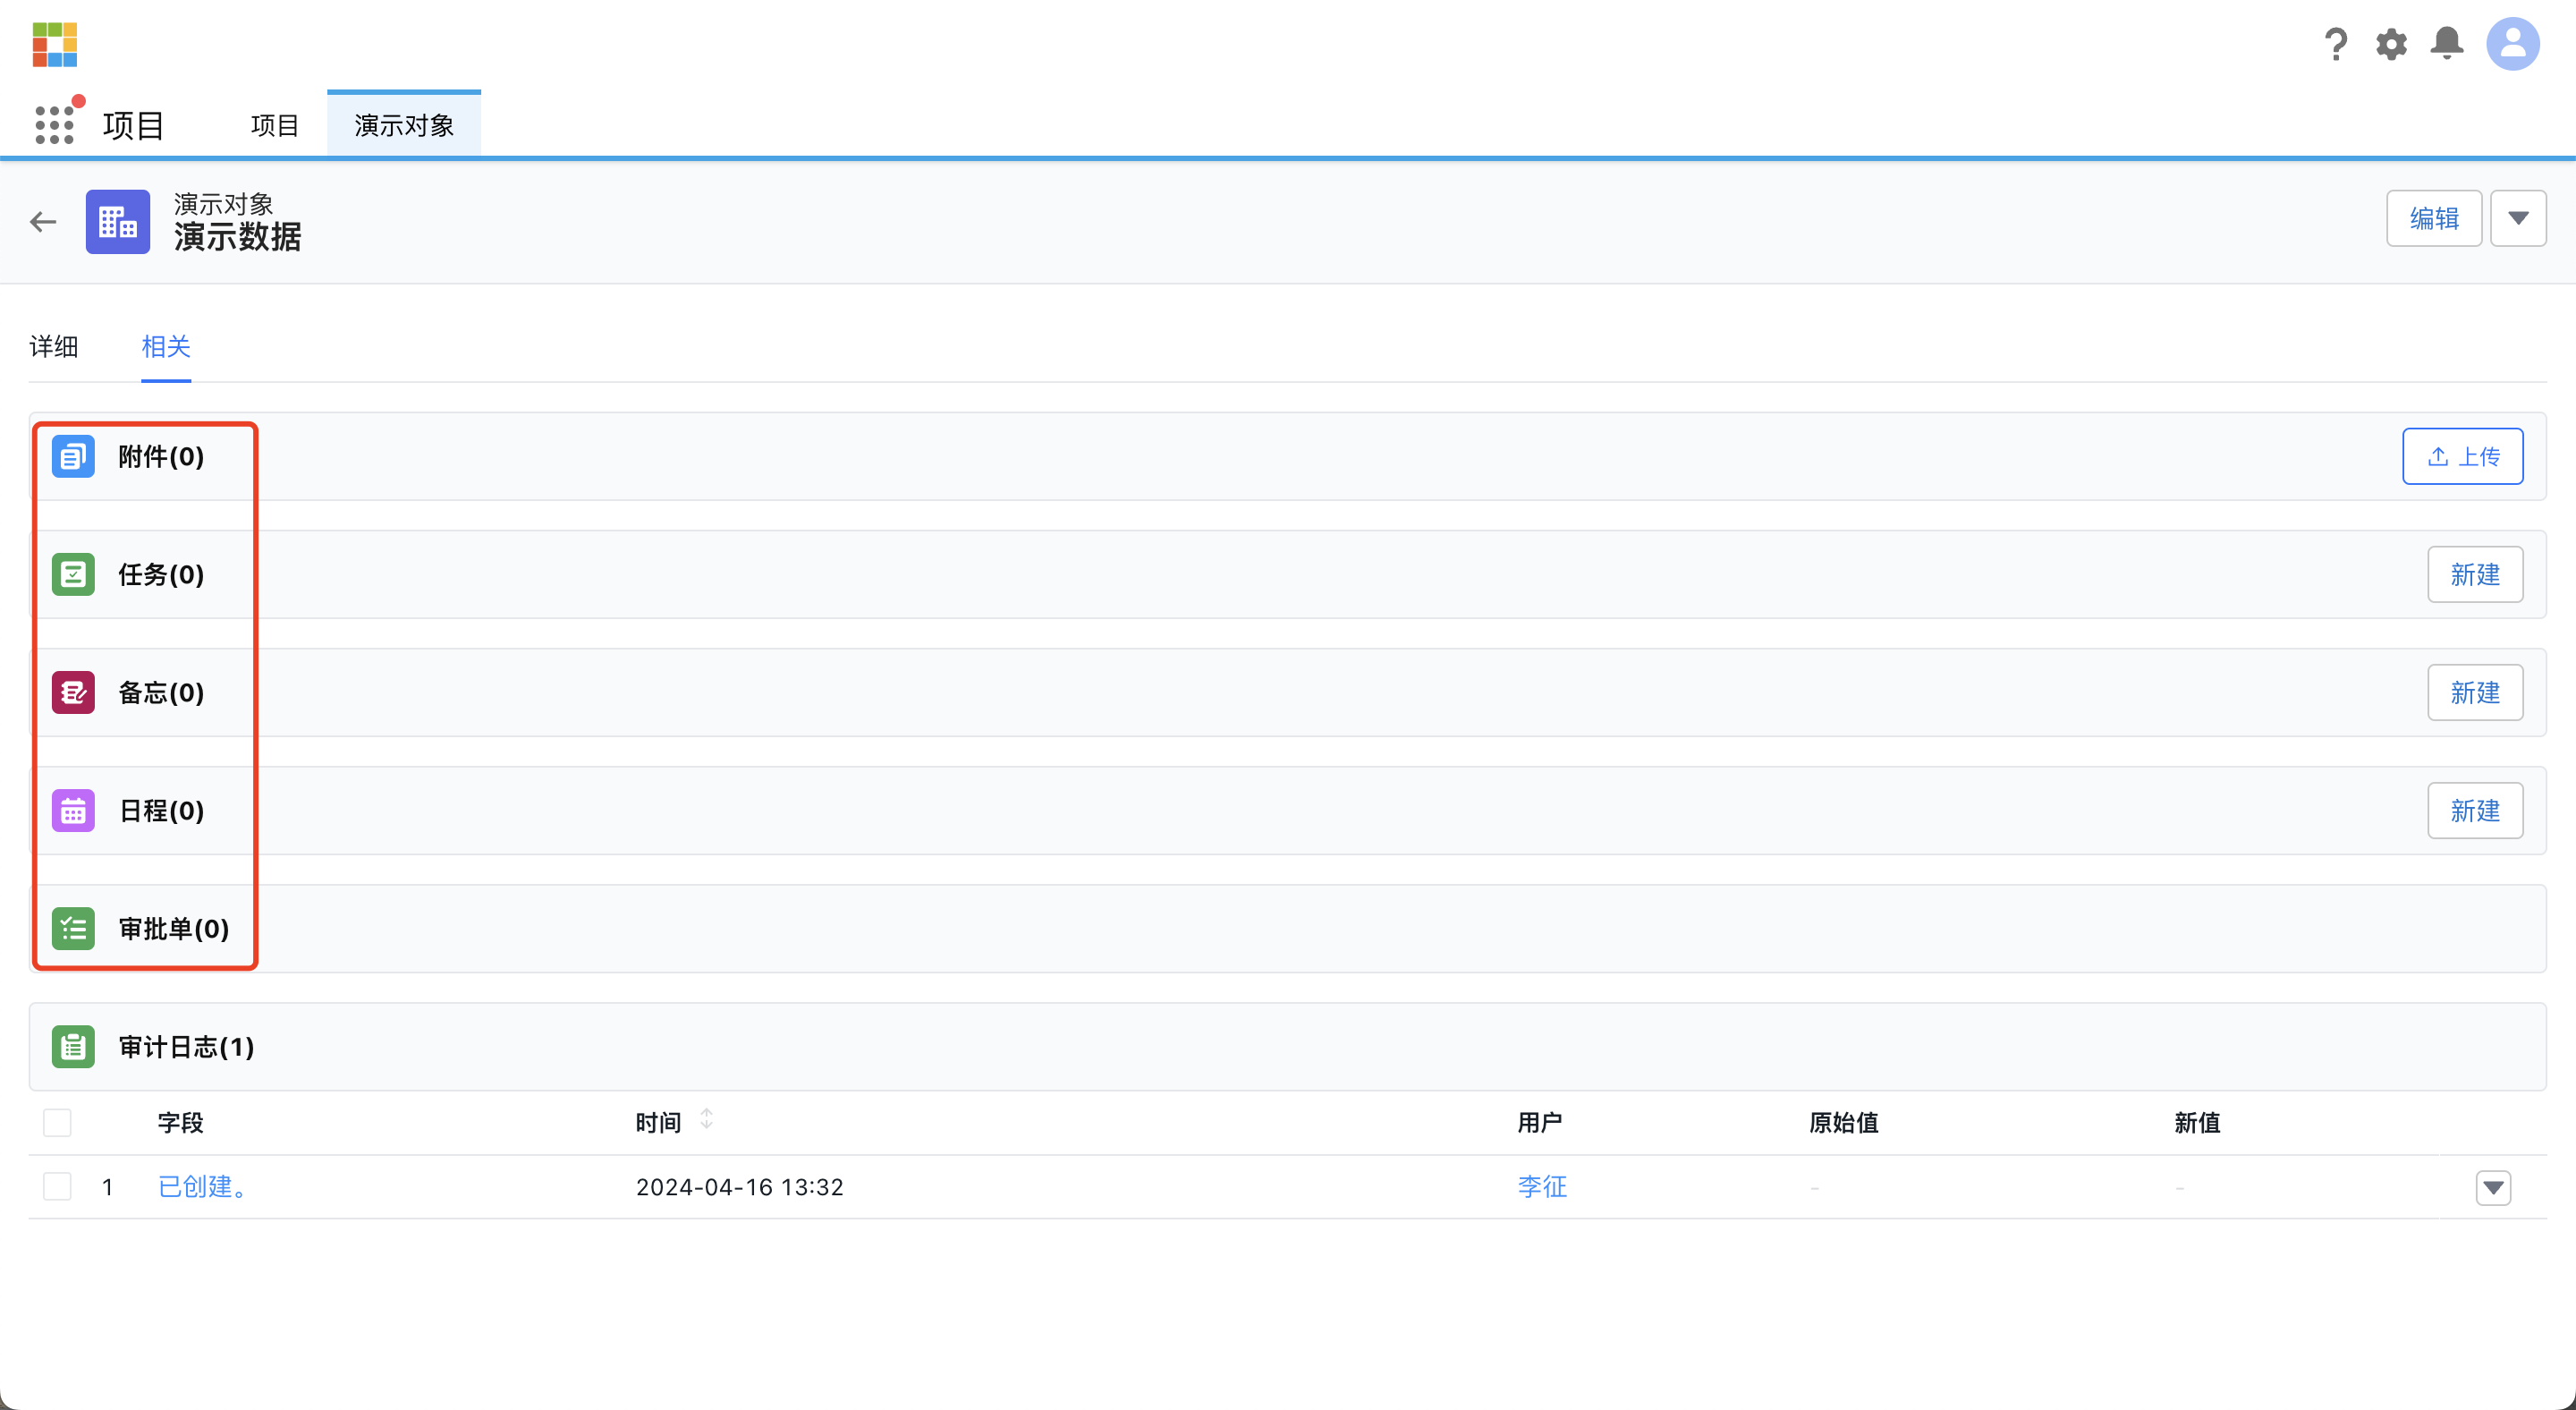 项目 项目 演示对象
演示对象
演示数据
编辑
详细 相关
附件(0) 上传
任务(0) 新建
备忘(0) 新建
日程(0) 新建
审批单(0)
审计日志(1)
字段 时间 用户 原始值 新值
1 已创建。 2024-04-16 13:32 李征 - -